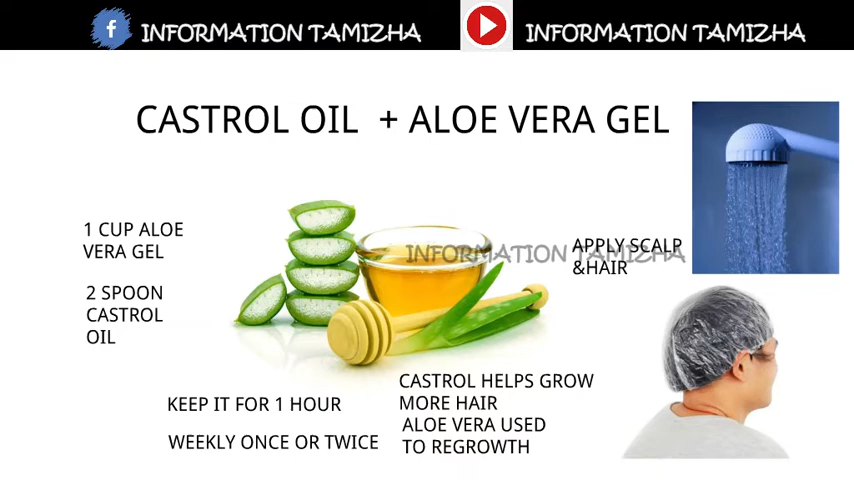 INFORMATION TAMIZHA
INFORMATION TAMIZHA
CASTROL OIL + ALOE VERA GEL
1 CUP ALOE
VERA GEL
2 SPOON
CASTROL
OIL
INFORMATION TAMIZHA
APPLY SCALP
&HAIR
KEEP IT FOR 1 HOUR
WEEKLY ONCE OR TWICE
CASTROL HELPS GROW
MORE HAIR
ALOE VERA USED
TO REGROWTH